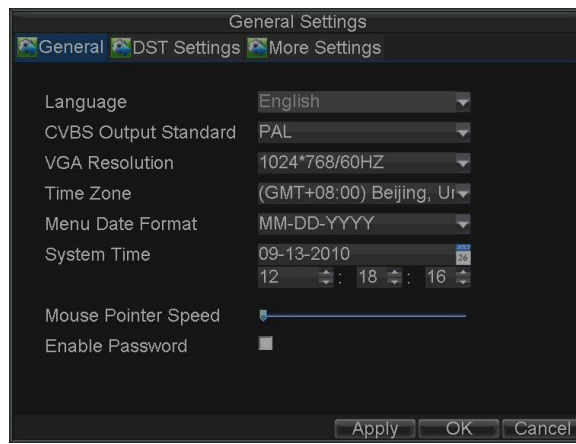 General Settings
General DST Settings More Settings
Language English
CVBS Output Standard PAL
VGA Resolution 1024*768/60HZ
Time Zone (GMT+08:00) Beijing, Ur
Menu Date Format MM-DD-YYYY
System Time 09-13-2010
26
12 : 18 : 16
Mouse Pointer Speed
Enable Password
Apply OK Cancel